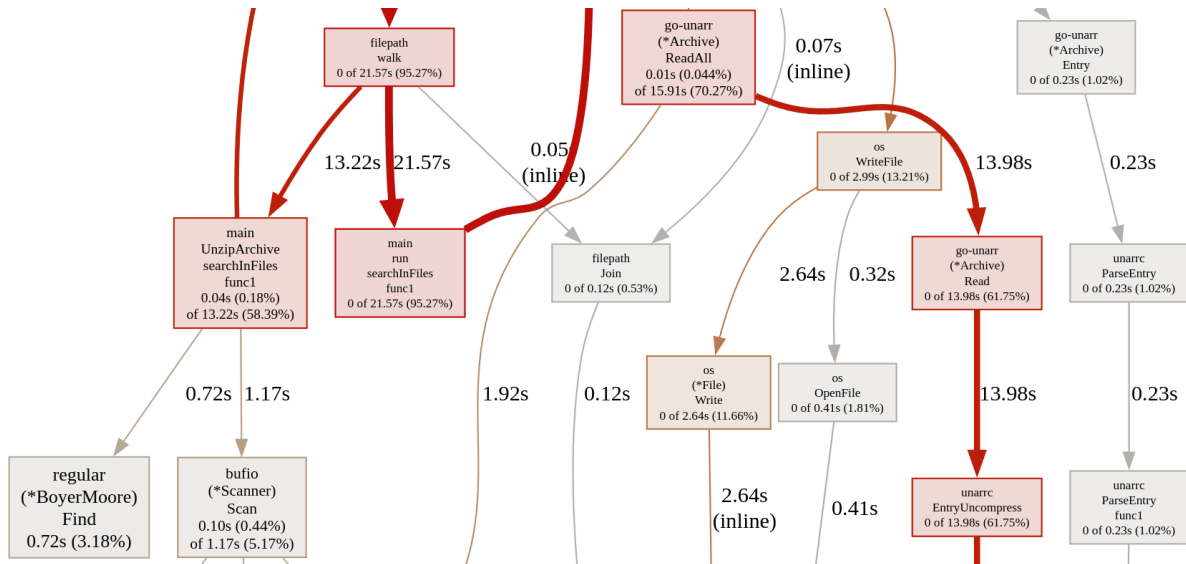 filepath
walk
0 of 21.57s (95.27%)
go-unarr
(*Archive)
ReadAll
0.01s (0.044%)
of 15.91s (70.27%)
0.07s
(inline)
go-unarr
(*Archive)
Entry
0 of 0.23s (1.02%)
13.22s
21.57s
0.05s
(inline)
os
WriteFile
0 of 2.99s (13.21%)
13.98s
0.23s
main
UnzipArchive
searchInFiles
func1
0.04s (0.18%)
of 13.22s (58.39%)
main
run
searchInFiles
func1
0 of 21.57s (95.27%)
filepath
Join
0 of 0.12s (0.53%)
2.64s
0.32s
go-unarr
(*Archive)
Read
0 of 13.98s (61.75%)
unarrc
ParseEntry
0 of 0.23s (1.02%)
0.72s
1.17s
1.92s
0.12s
os
(*File)
Write
0 of 2.64s (11.66%)
os
OpenFile
0 of 0.41s (1.81%)
13.98s
0.23s
regular
(*BoyerMoore)
Find
0.72s (3.18%)
bufio
(*Scanner)
Scan
0.10s (0.44%)
of 1.17s (5.17%)
2.64s
(inline)
0.41s
unarrc
EntryUncompress
0 of 13.98s (61.75%)
unarrc
ParseEntry
func1
0 of 0.23s (1.02%)